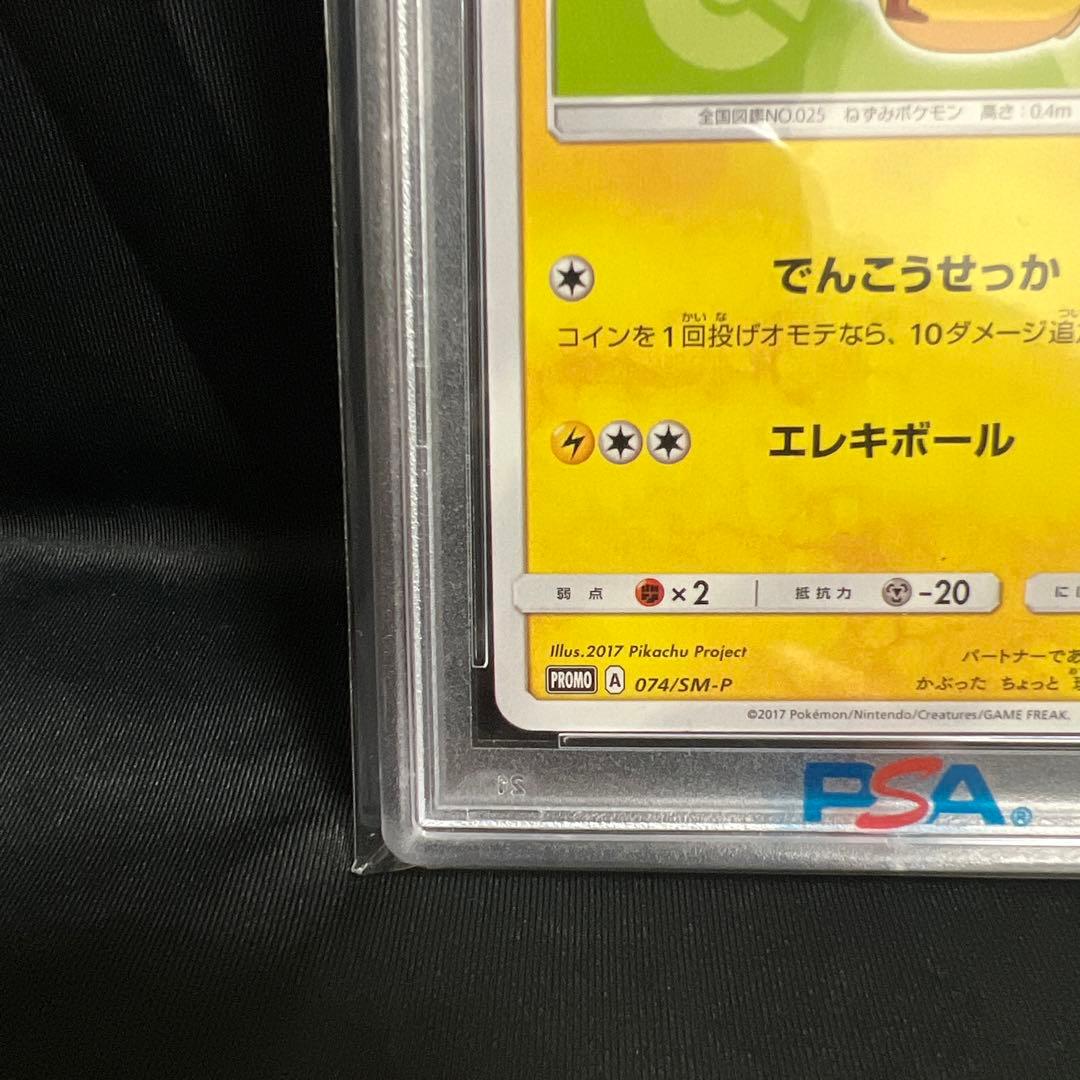 全国図鑑NO.025 ねずみポケモン 高さ:0.4m
でんこうせっか
かい な
コインを1回投げオモテなら、10ダメージ追
エレキボール
弱点 ×2 抵抗力 -20
Illus.2017 Pikachu Project
パートナーであ
PROMO A 074/SM-P
かぶった ちょっと
©2017 Pokémon/Nintendo/Creatures/GAME FREAK.
21
PSA®